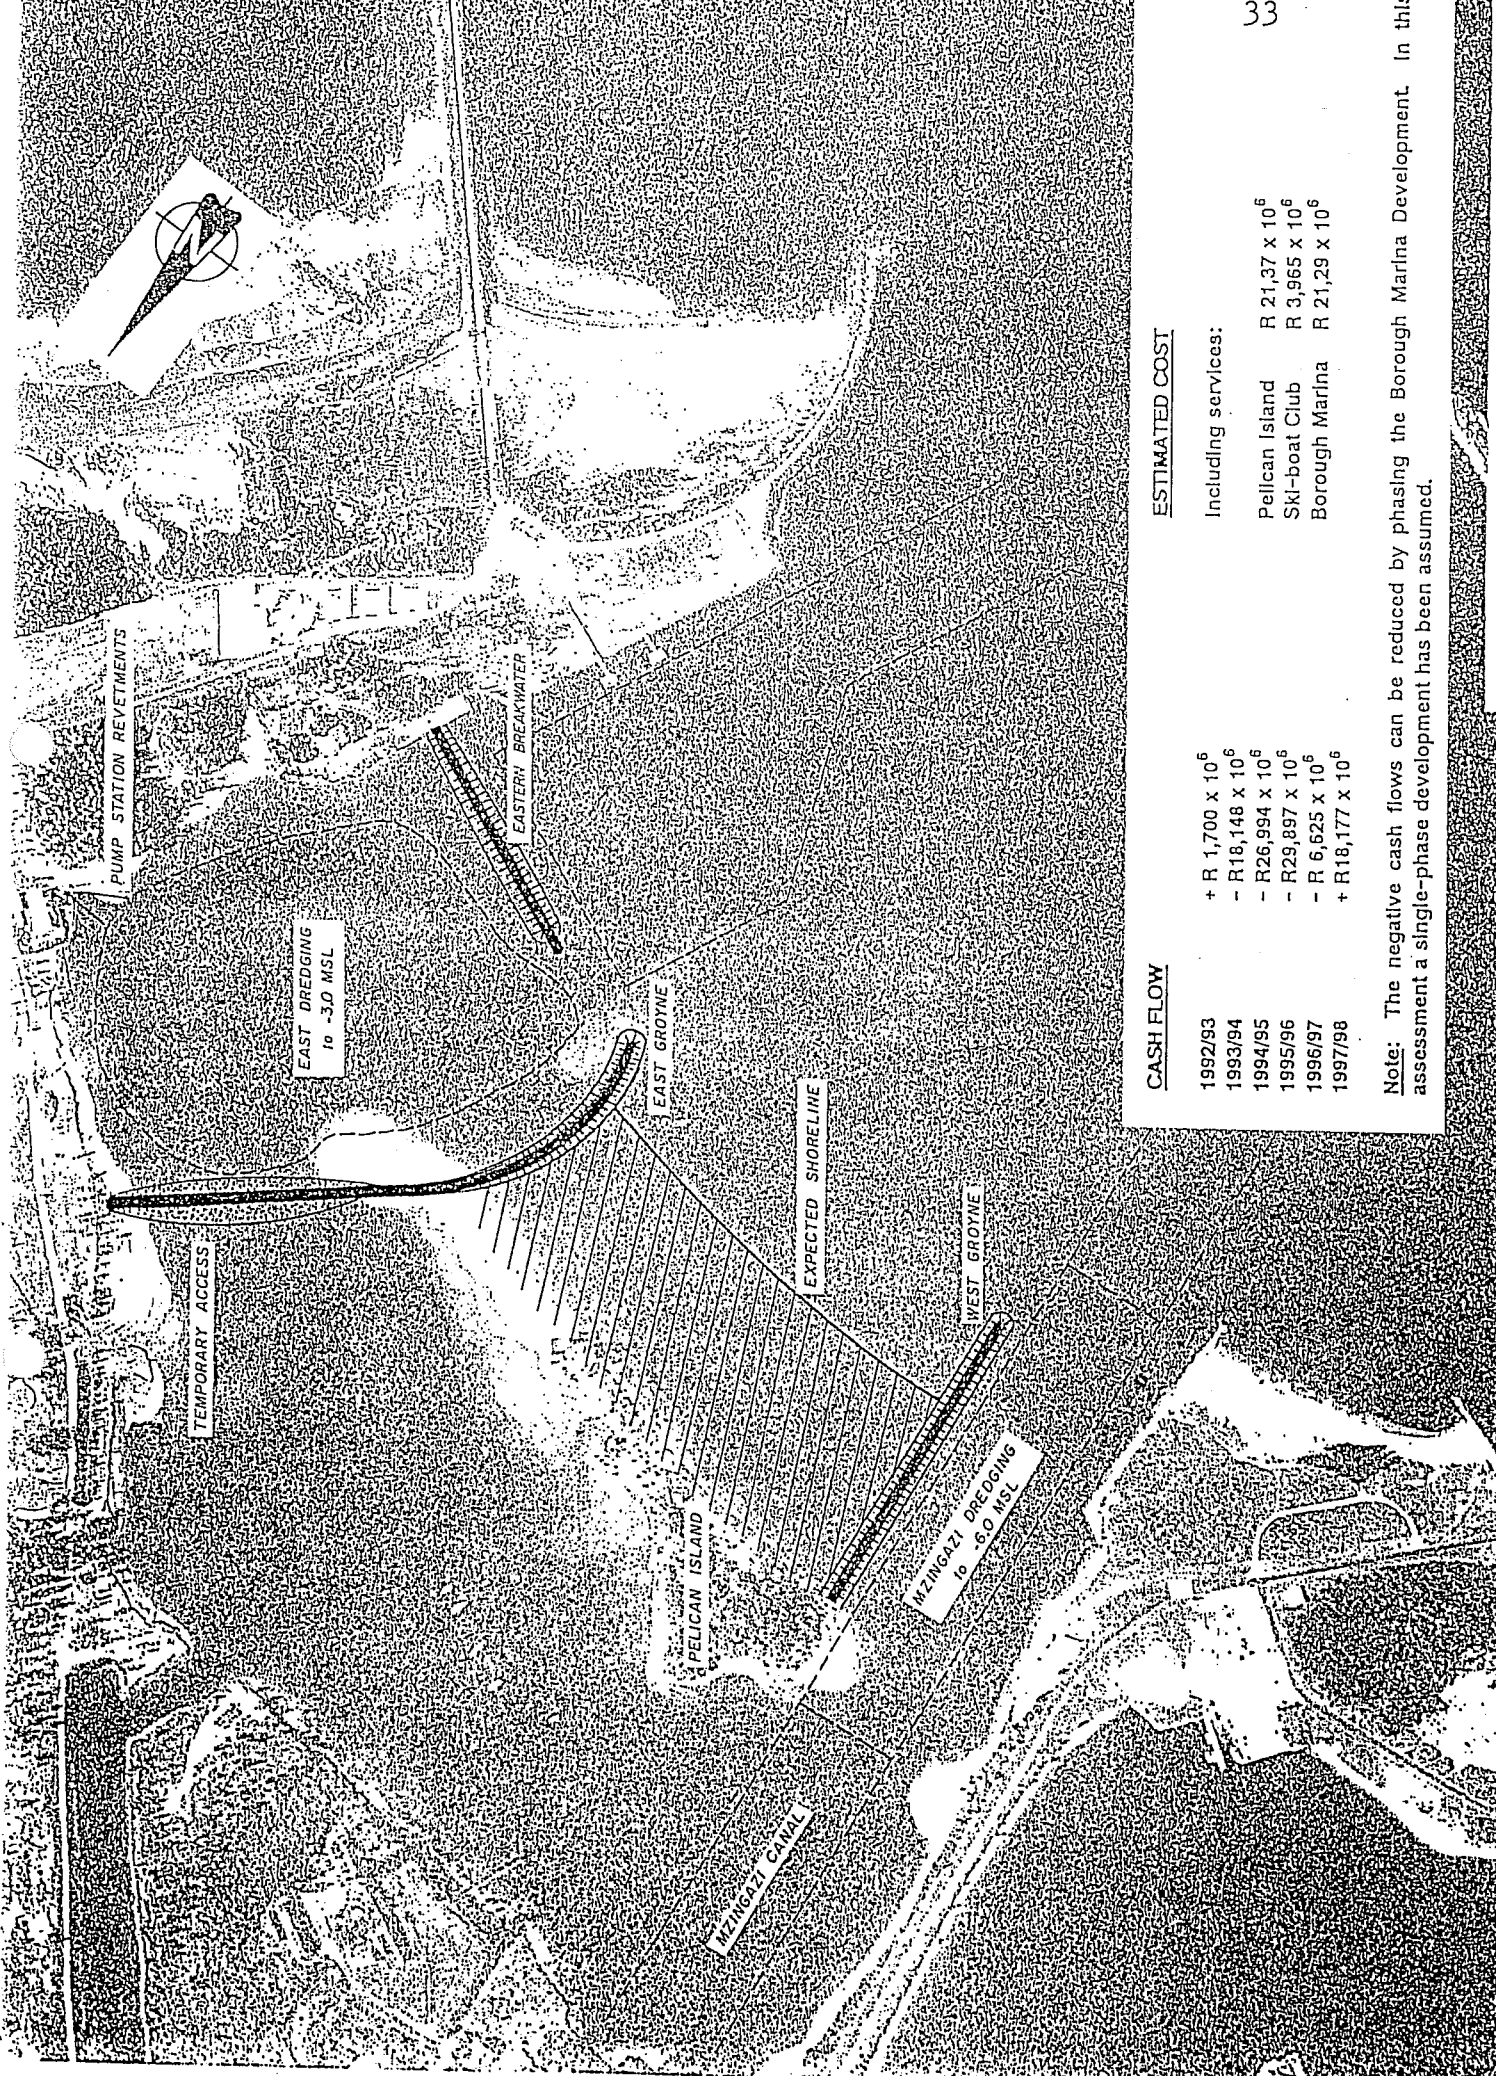 PUMP STATION REVETMENTS
EAST DREDGING
to -3.0 MSL
TEMPORARY ACCESS
EASTERN BREAKWATER
EAST GROYNE
EXPECTED SHORELINE
WEST GROYNE
PELICAN ISLAND
MZINGAZI DREDGING
to -6.0 MSL
MZINGAZI CANAL
N
CASH FLOW
1992/93 + R 1,700 x 10⁶
1993/94 – R18,148 x 10⁶
1994/95 – R26,994 x 10⁶
1995/96 – R29,897 x 10⁶
1996/97 – R 6,625 x 10⁶
1997/98 + R18,177 x 10⁶
ESTIMATED COST
Including services:
Pelican Island R 21,37 x 10⁶
Ski-boat Club R 3,965 x 10⁶
Borough Marina R 21,29 x 10⁶
33
Note: The negative cash flows can be reduced by phasing the Borough Marina Development. In this
assessment a single-phase development has been assumed.